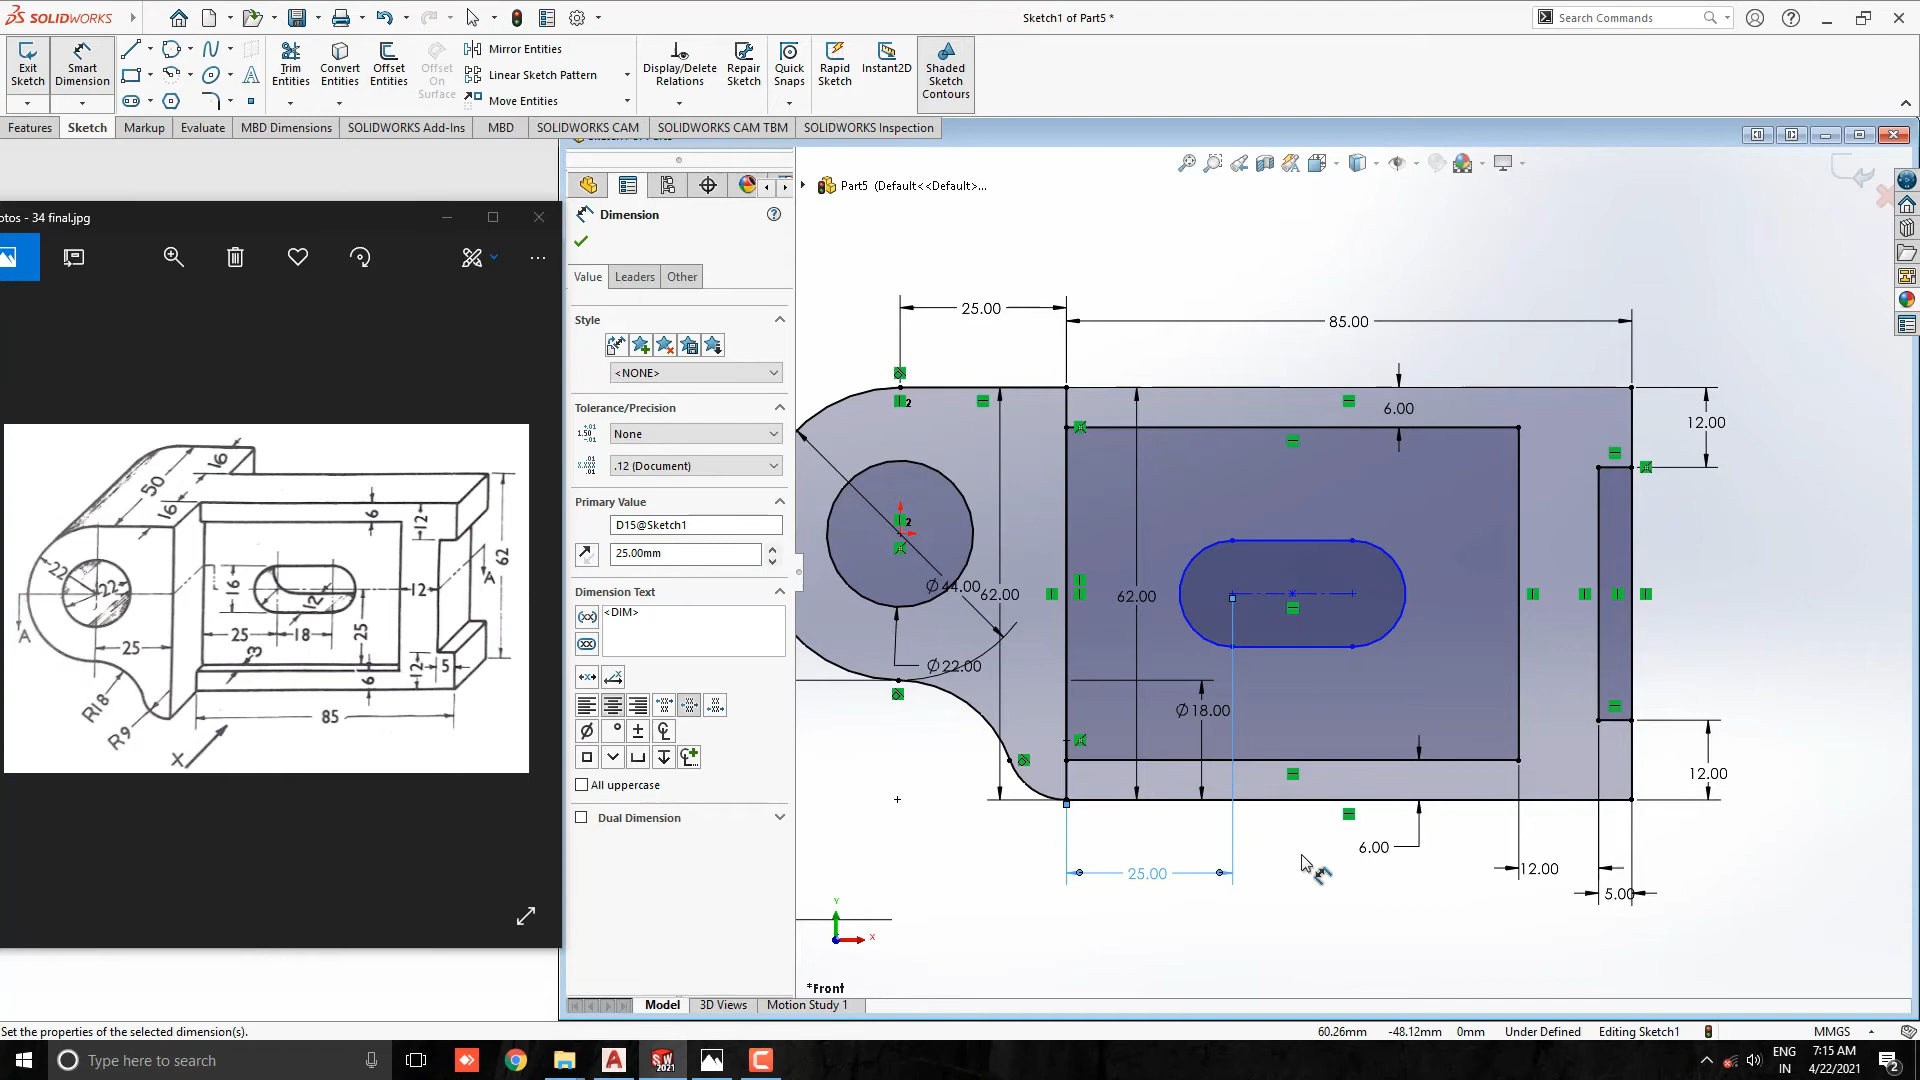 SOLIDWORKS
Sketch1 of Part5 *
Search Commands
Exit Sketch
Smart Dimension
Trim Entities
Convert Entities
Offset Entities
Offset On Surface
Mirror Entities
Linear Sketch Pattern
Move Entities
Display/Delete Relations
Repair Sketch
Quick Snaps
Rapid Sketch
Instant2D
Shaded Sketch Contours
Features
Sketch
Markup
Evaluate
MBD Dimensions
SOLIDWORKS Add-Ins
MBD
SOLIDWORKS CAM
SOLIDWORKS CAM TBM
SOLIDWORKS Inspection
otos - 34 final.jpg
16
50
16
6
12
62
22
22
16
12
12
A
A
25
18
25
25
3
6
12
5
R18
R9
85
X
Part5 (Default<<Default>...
Dimension
Value
Leaders
Other
Style
<NONE>
Tolerance/Precision
None
.12 (Document)
Primary Value
D15@Sketch1
25.00mm
Dimension Text
<DIM>
All uppercase
Dual Dimension
25.00
85.00
6.00
12.00
2
2
∅44.00
62.00
62.00
∅22.00
∅18.00
12.00
6.00
12.00
25.00
5.00
Y
X
*Front
Model
3D Views
Motion Study 1
Set the properties of the selected dimension(s).
60.26mm
-48.12mm
0mm
Under Defined
Editing Sketch1
MMGS
Type here to search
SW
2021
ENG
IN
7:15 AM
4/22/2021
2